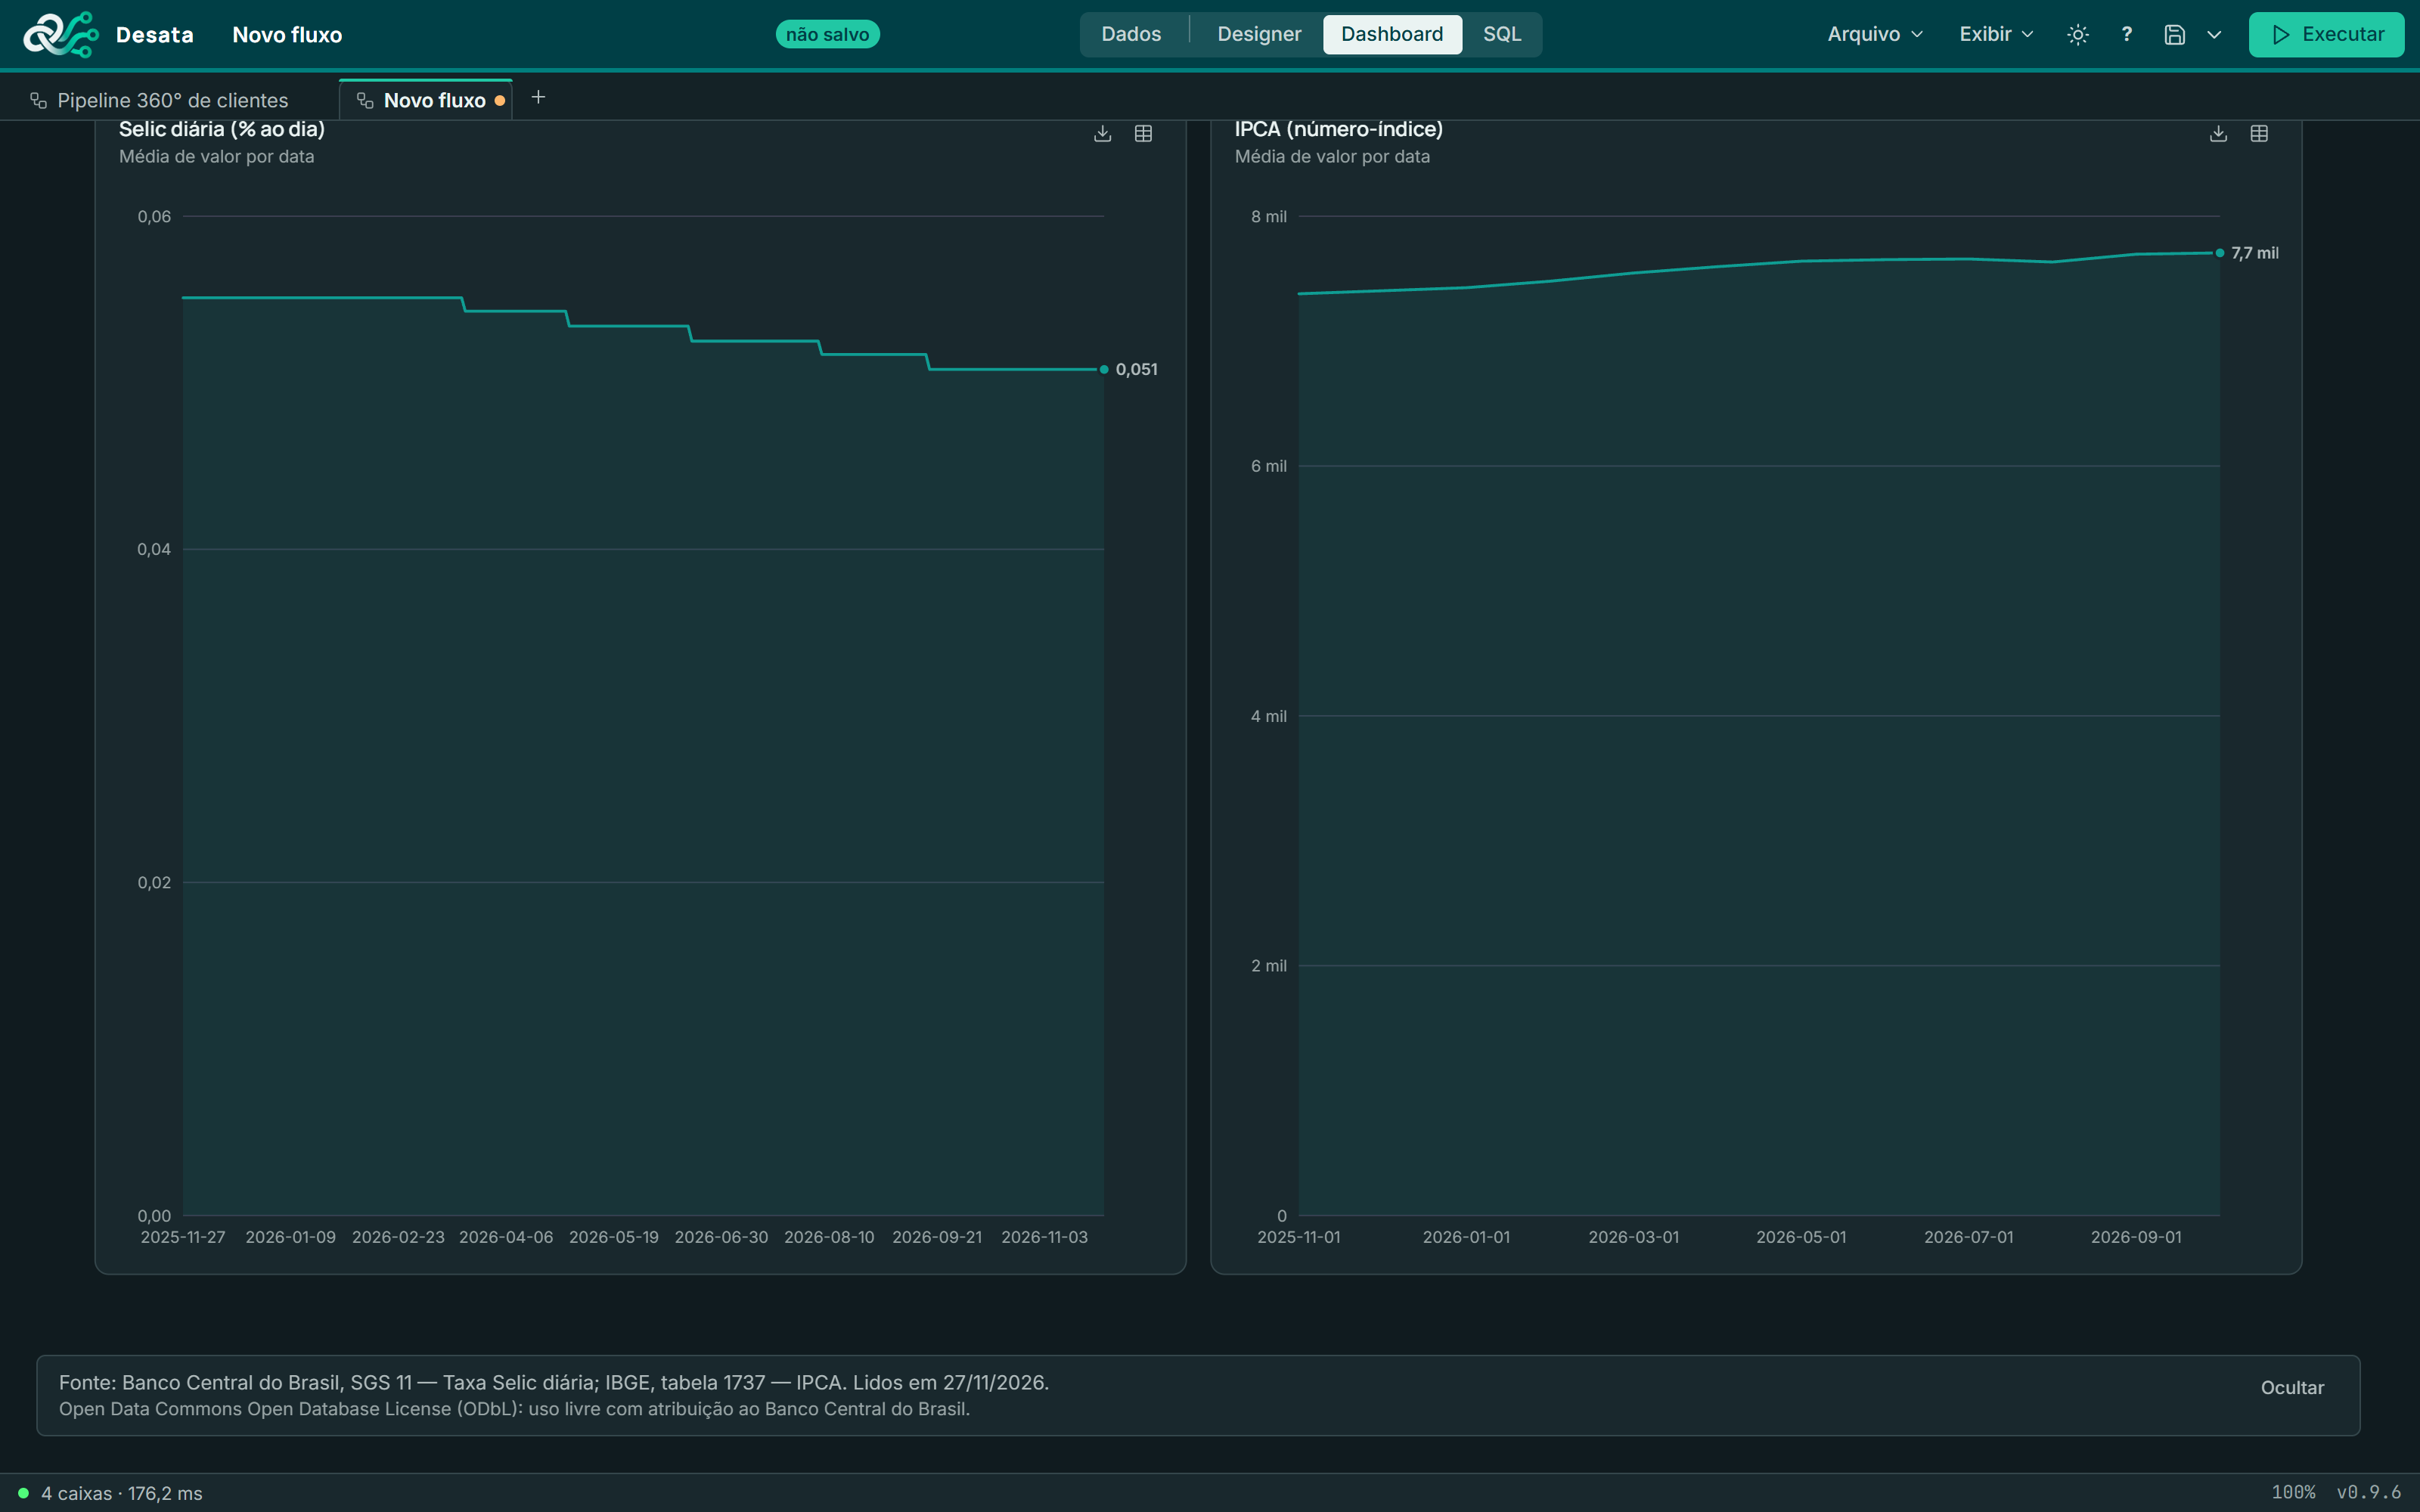 Desata
Novo fluxo
não salvo
Dados
Designer
Dashboard
SQL
Arquivo
Exibir
?
Executar
Pipeline 360° de clientes
Novo fluxo
+
Selic diária (% ao dia)
Média de valor por data
0,06
0,04
0,02
0,00
0,051
2025-11-27 2026-01-09 2026-02-23 2026-04-06 2026-05-19 2026-06-30 2026-08-10 2026-09-21 2026-11-03
IPCA (número-índice)
Média de valor por data
8 mil
6 mil
4 mil
2 mil
0
7,7 mil
2025-11-01 2026-01-01 2026-03-01 2026-05-01 2026-07-01 2026-09-01
Fonte: Banco Central do Brasil, SGS 11 — Taxa Selic diária; IBGE, tabela 1737 — IPCA. Lidos em 27/11/2026.
Open Data Commons Open Database License (ODbL): uso livre com atribuição ao Banco Central do Brasil.
Ocultar
4 caixas · 176,2 ms
100%
v0.9.6